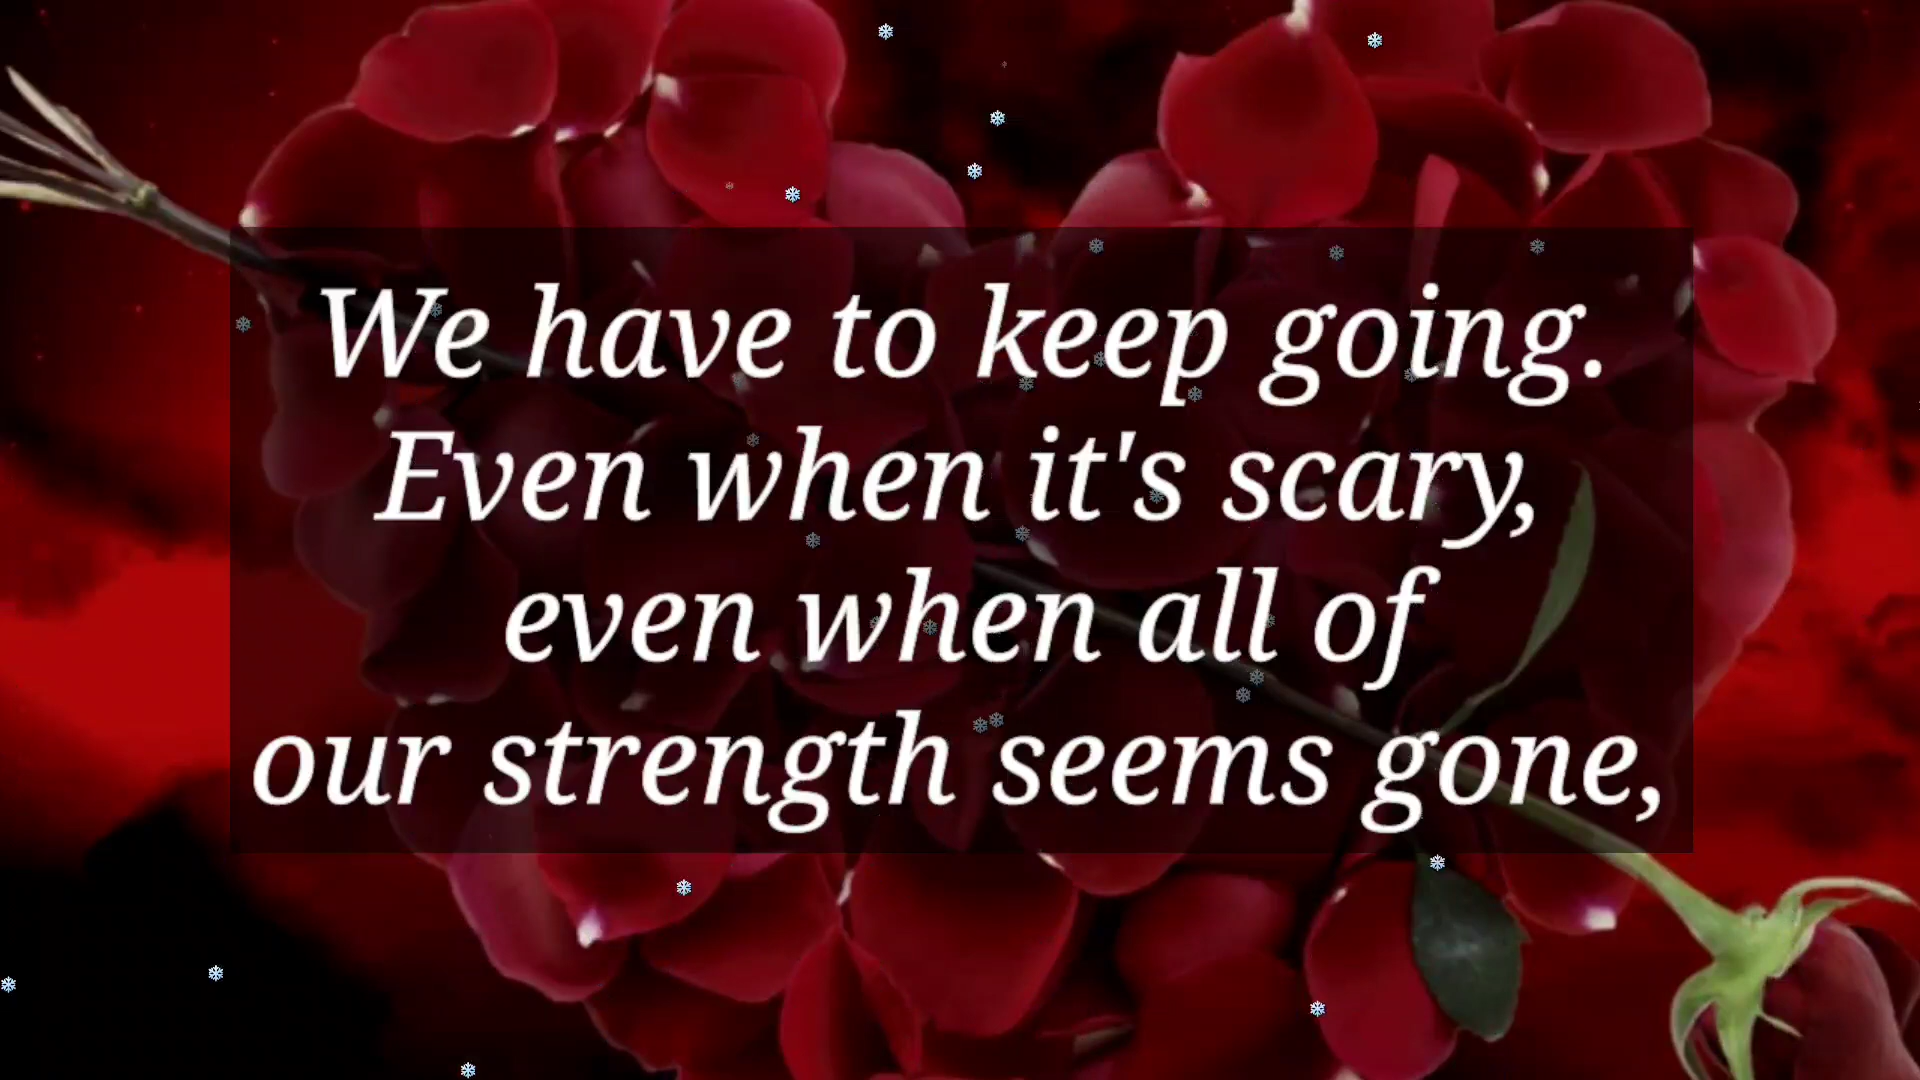 We have to keep going.
Even when it's scary,
even when all of
our strength seems gone,